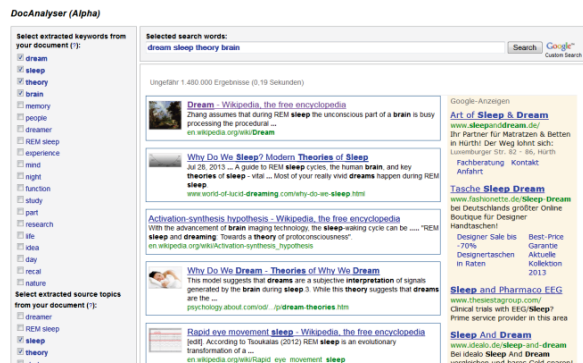 DocAnalyser (Alpha)
Select extracted keywords from
your document (?):
dream
sleep
theory
brain
memory
people
dreamer
REM sleep
experience
mind
night
function
study
part
research
life
idea
day
recal
nature
Select extracted source topics
from your document (?):
dreamer
REM sleep
sleep
theory
Selected search words:
dream sleep theory brain
Search
Google™
Custom Search
Ungefähr 1.480.000 Ergebnisse (0,19 Sekunden)
Dream - Wikipedia, the free encyclopedia
Zhang assumes that during REM sleep the unconscious part of a brain is busy
processing the procedural ...
en.wikipedia.org/wiki/Dream
Why Do We Sleep? Modern Theories of Sleep
Jul 28, 2013 ... A guide to REM sleep cycles, the human brain, and key
theories of sleep - vital ... Most of your really vivid dreams happen during REM
sleep.
www.world-of-lucid-dreaming.com/why-do-we-sleep.html
Activation-synthesis hypothesis - Wikipedia, the free encyclopedia
With the advancement of brain imaging technology, the sleep-waking cycle can be ..... "REM
sleep and dreaming: Towards a theory of protoconsciousness".
en.wikipedia.org/wiki/Activation-synthesis_hypothesis
Why Do We Dream - Theories of Why We Dream
This model suggests that dreams are a subjective interpretation of signals
generated by the brain during sleep.3. While this theory suggests that dreams
are the ...
psychology.about.com/od/.../p/dream-theories.htm
Rapid eye movement sleep - Wikipedia, the free encyclopedia
[edit]. According to Tsoukalas (2012) REM sleep is an evolutionary
transformation of a ...
en.wikipedia.org/wiki/Rapid_eye_movement_sleep
Google-Anzeigen
Art of Sleep & Dream
www.sleepanddream.de/
Ihr Partner für Matratzen & Betten
in Hürth! Der Weg lohnt sich:
Luxemburger Str. 82 - 86, Hürth
Fachberatung Kontakt
Anfahrt
Tasche Sleep Dream
www.fashionette.de/Sleep-Dream
bei Deutschlands größter Online
Boutique für Designer
Handtaschen!
Designer Sale bis Best-Price
-70% Garantie
Designertaschen Aktuelle
in Raten Kollektion
2013
Sleep and Pharmaco EEG
www.thesiestagroup.com/
Clinical trials with EEG/Sleep?
Prime service provider in this area
Sleep And Dream
www.idealo.de/sleep-and-dream
Bei idealo Sleep And Dream